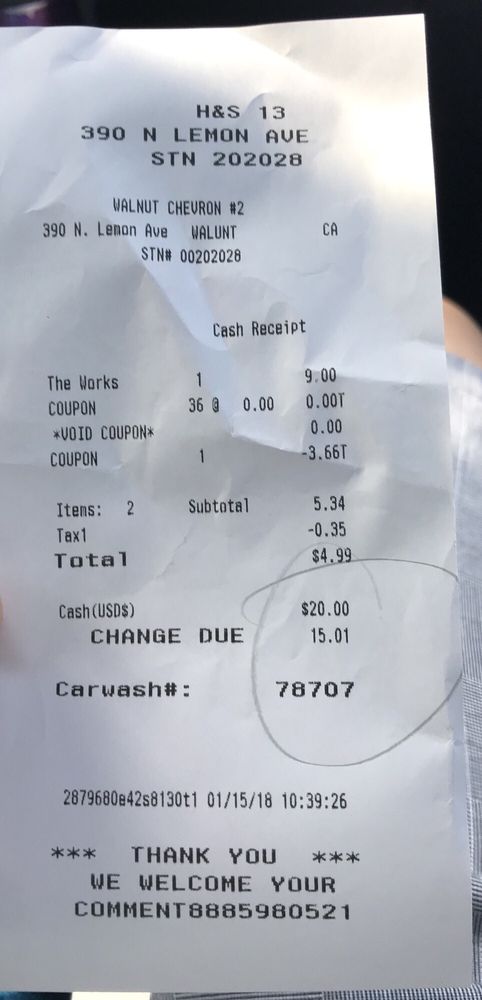 H&S 13
390 N LEMON AVE
STN 202028
WALNUT CHEVRON #2
390 N. Lemon Ave WALUNT CA
STN# 00202028
Cash Receipt
The Works 1 9.00
COUPON 36 @ 0.00 0.00T
*VOID COUPON* 0.00
COUPON 1 -3.66T
Items: 2 Subtotal 5.34
Tax1 -0.35
Total $4.99
Cash(USD$) $20.00
CHANGE DUE 15.01
Carwash#: 78707
2879680e42s8130t1 01/15/18 10:39:26
*** THANK YOU ***
WE WELCOME YOUR
COMMENT8885980521